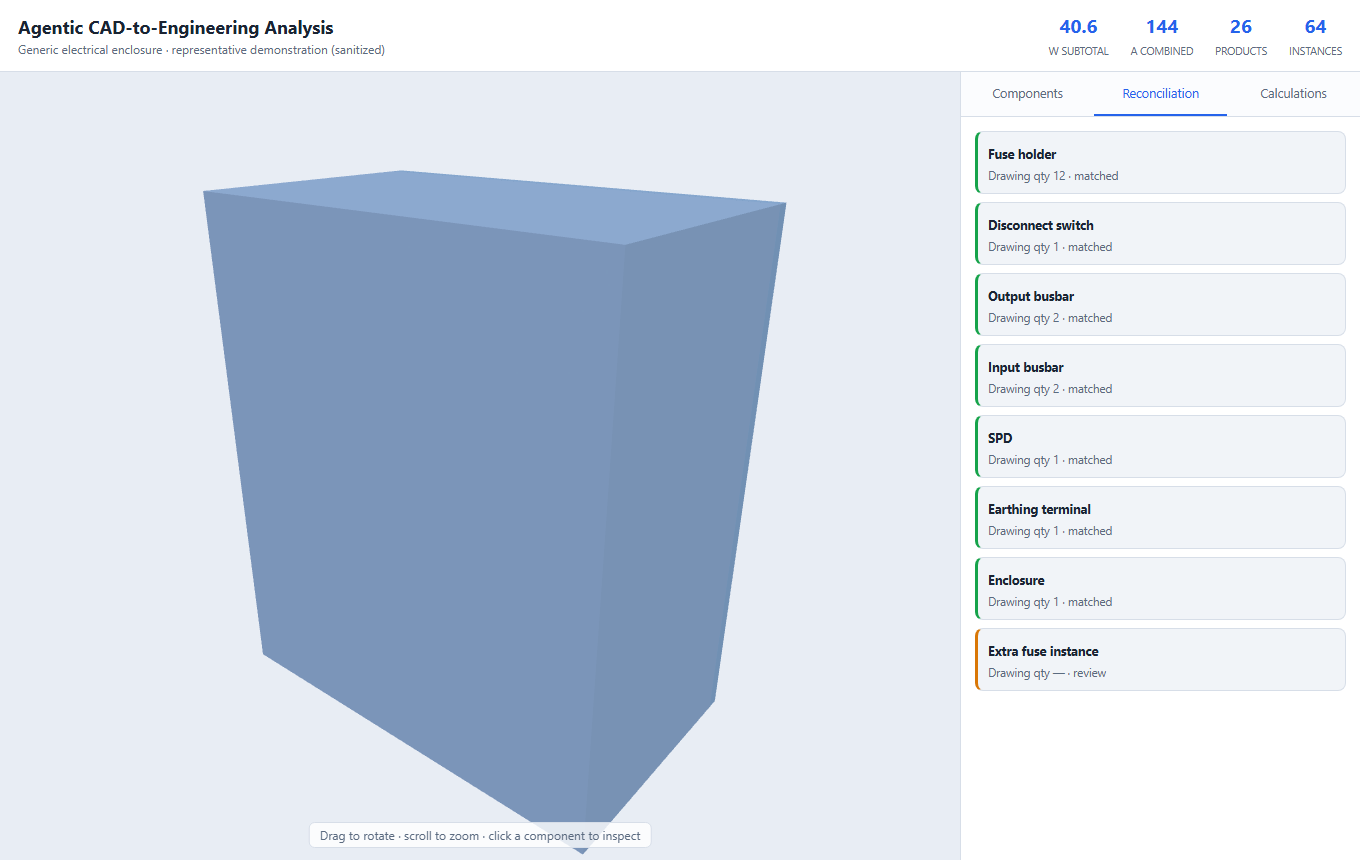 Agentic CAD-to-Engineering Analysis
Generic electrical enclosure · representative demonstration (sanitized)
40.6
W SUBTOTAL
144
A COMBINED
26
PRODUCTS
64
INSTANCES
Components
Reconciliation
Calculations
Fuse holder
Drawing qty 12 · matched
Disconnect switch
Drawing qty 1 · matched
Output busbar
Drawing qty 2 · matched
Input busbar
Drawing qty 2 · matched
SPD
Drawing qty 1 · matched
Earthing terminal
Drawing qty 1 · matched
Enclosure
Drawing qty 1 · matched
Extra fuse instance
Drawing qty — · review
Drag to rotate · scroll to zoom · click a component to inspect